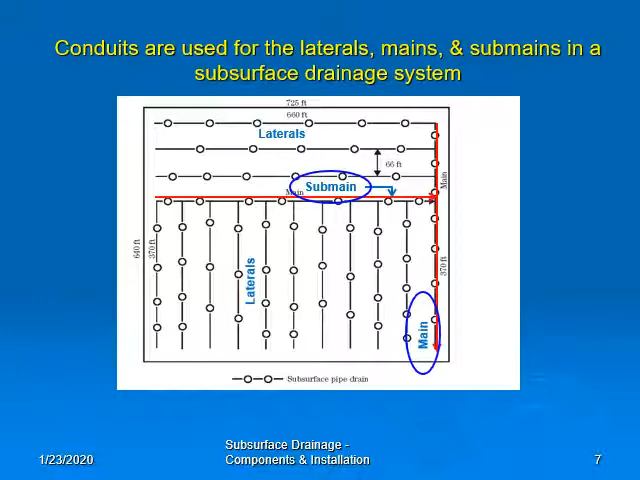 Conduits are used for the laterals, mains, & submains in a
subsurface drainage system
725 ft
660 ft
Laterals
66 ft
Main
Submain
Main
640 ft
370 ft
Laterals
370 ft
Main
Subsurface pipe drain
1/23/2020
Subsurface Drainage -
Components & Installation
7